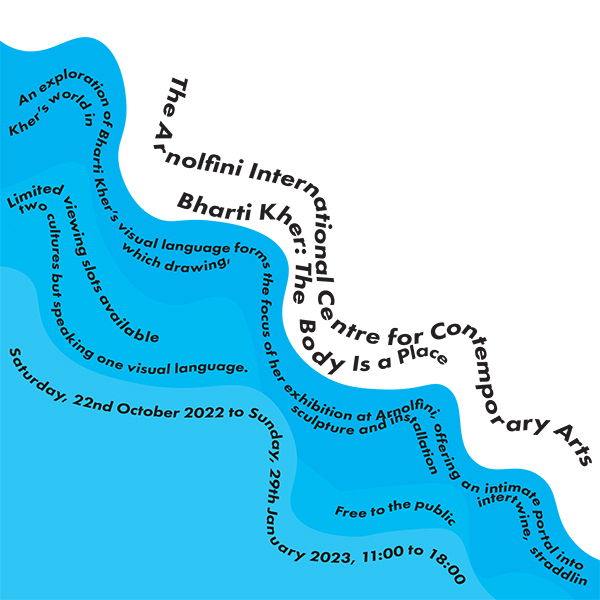 The Arnolfini International Centre for Contemporary Arts
Bharti Kher: The Body Is a Place
An exploration of Bharti Kher's visual language forms the focus of her exhibition at Arnolfini, offering an intimate portal into
Kher's world in
which drawing,
sculpture and installation
intertwine, straddlin
Limited viewing slots available
two cultures but speaking one visual language.
Saturday, 22nd October 2022 to Sunday, 29th January 2023, 11:00 to 18:00
Free to the public